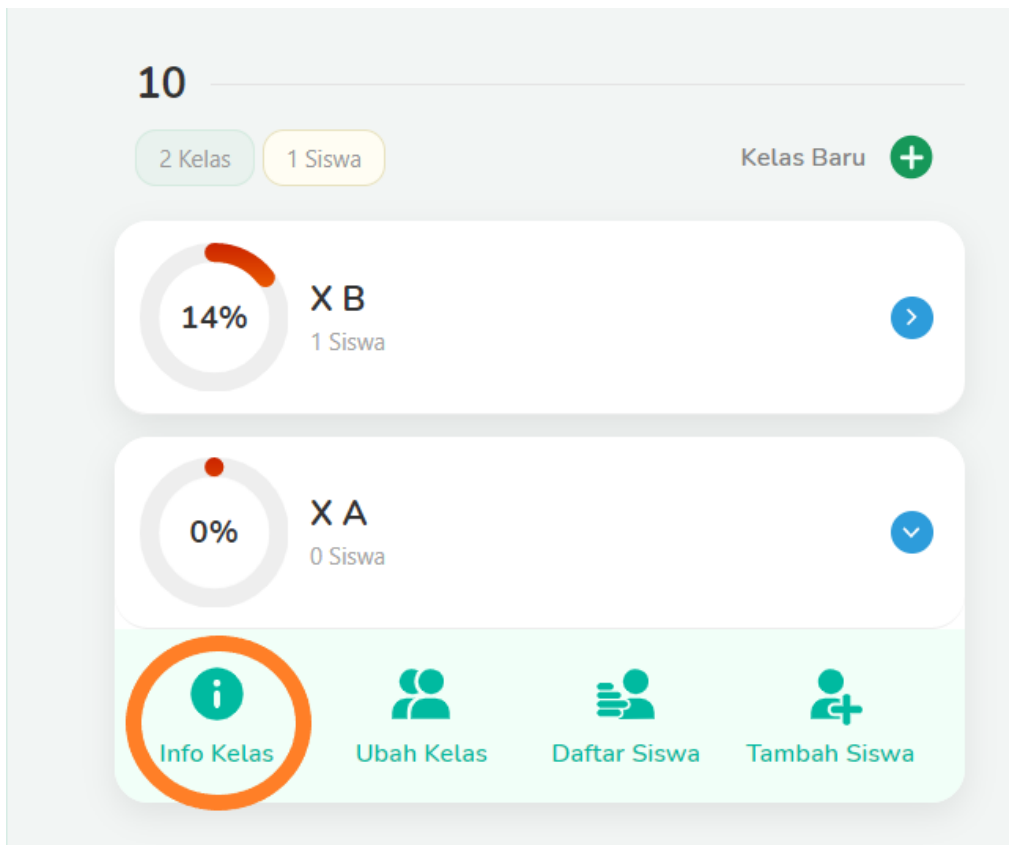 10
2 Kelas 1 Siswa Kelas Baru
14% X B
1 Siswa
0% X A
0 Siswa
Info Kelas Ubah Kelas Daftar Siswa Tambah Siswa